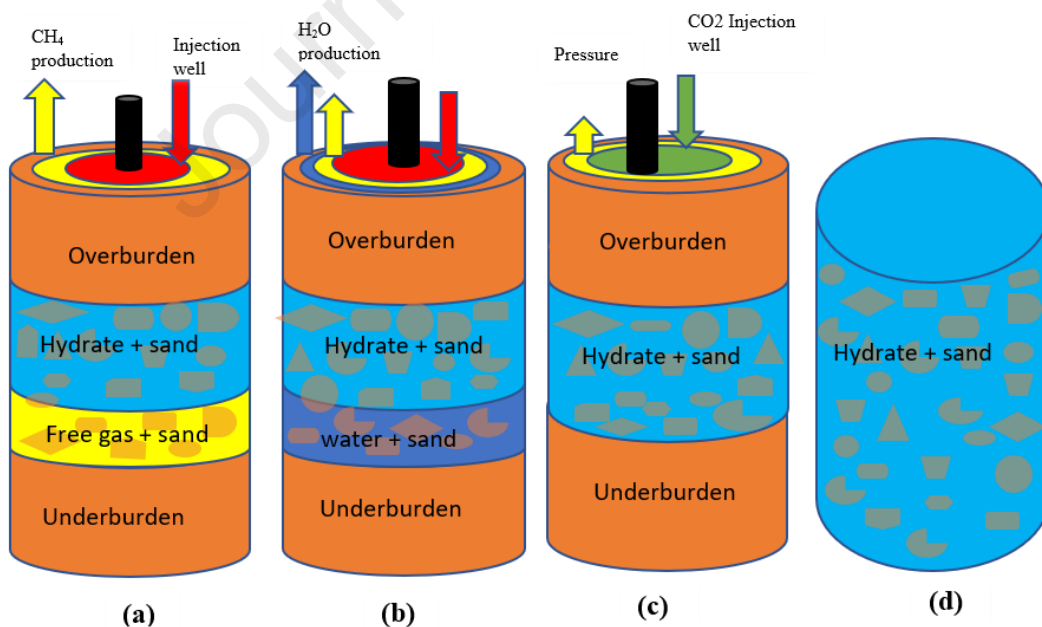 Journ
CH₄
production
Injection
well
H₂O
production
Pressure
CO2 Injection
well
Overburden
Hydrate + sand
Free gas + sand
Underburden
(a)
Overburden
Hydrate + sand
water + sand
Underburden
(b)
Overburden
Hydrate + sand
Underburden
(c)
Hydrate + sand
(d)